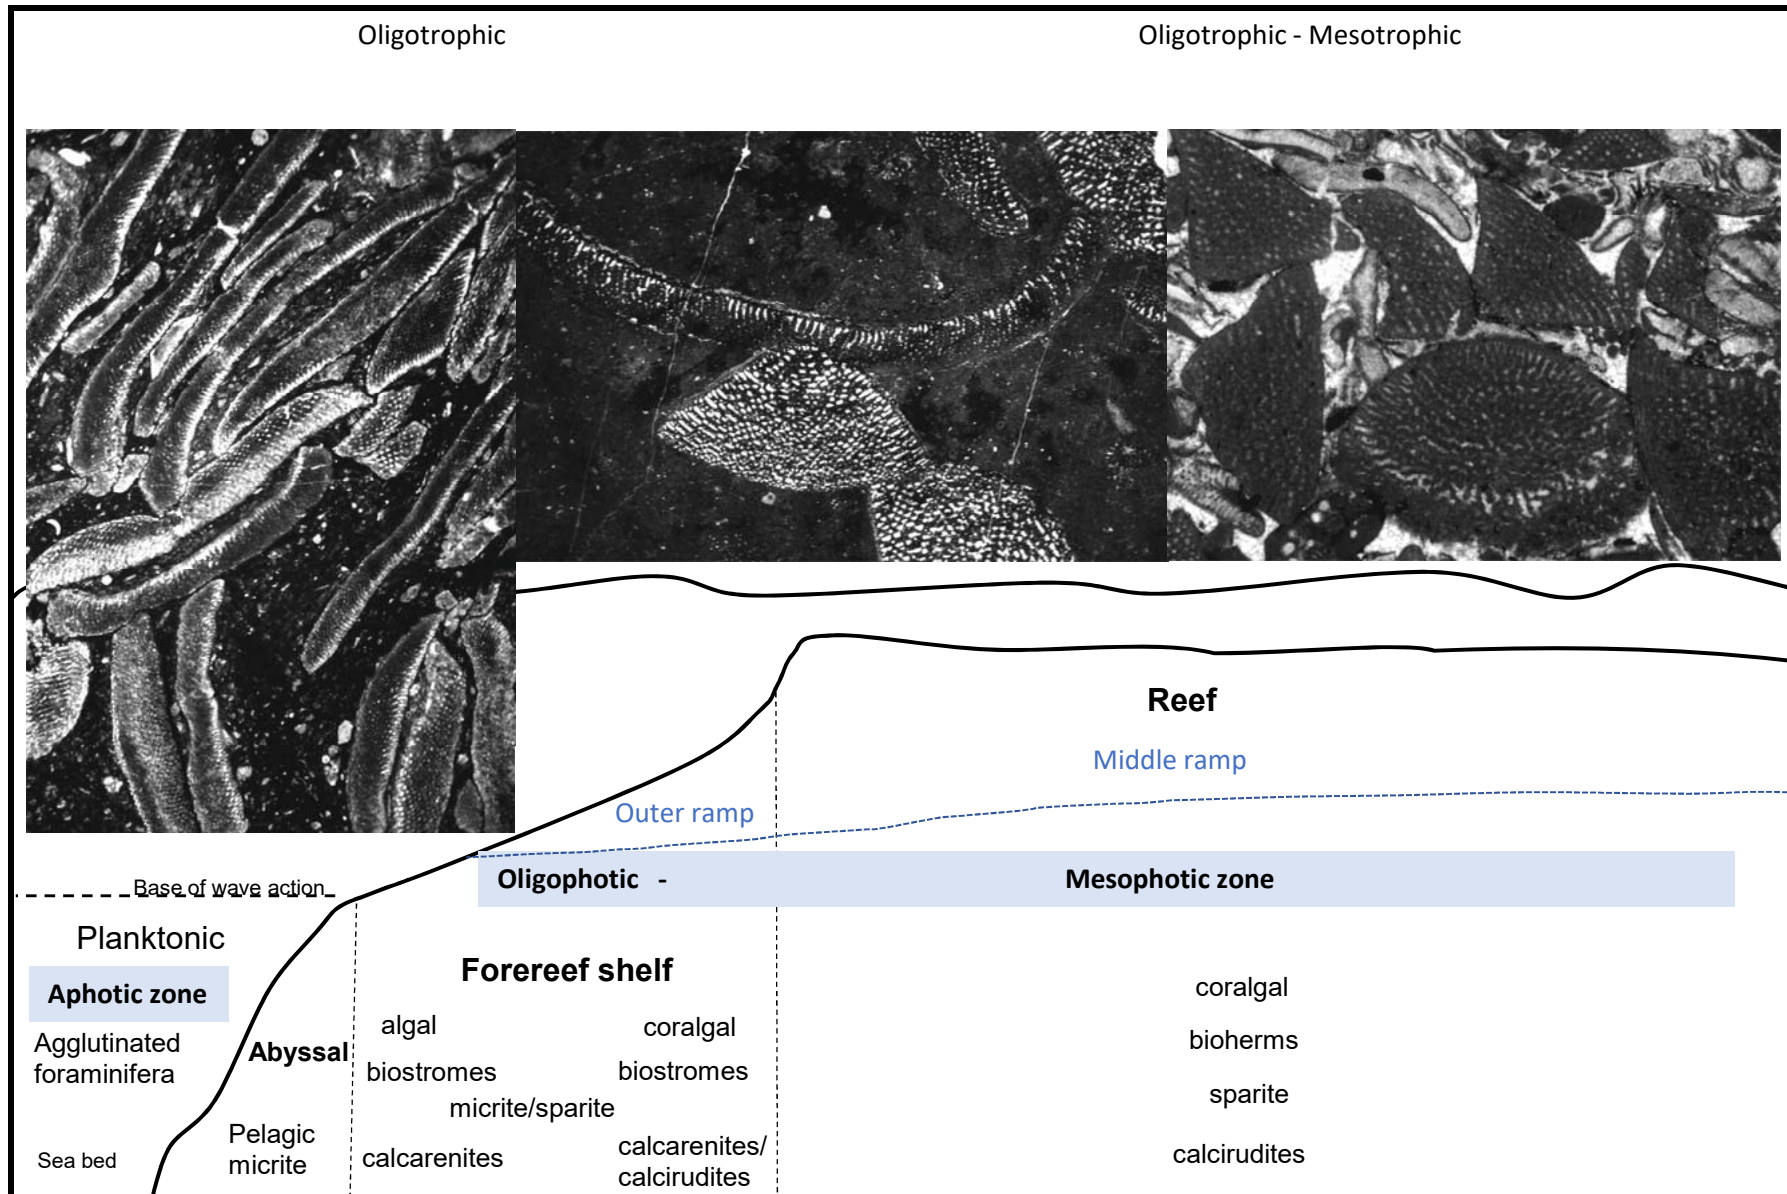 Oligotrophic
Oligotrophic - Mesotrophic
Reef
Middle ramp
Outer ramp
Oligophotic -
Mesophotic zone
Base of wave action
Planktonic
Aphotic zone
Agglutinated
foraminifera
Sea bed
Abyssal
Pelagic
micrite
Forereef shelf
algal
coralgal
biostromes
biostromes
micrite/sparite
calcarenites
calcarenites/
calcirudites
coralgal
bioherms
sparite
calcirudites